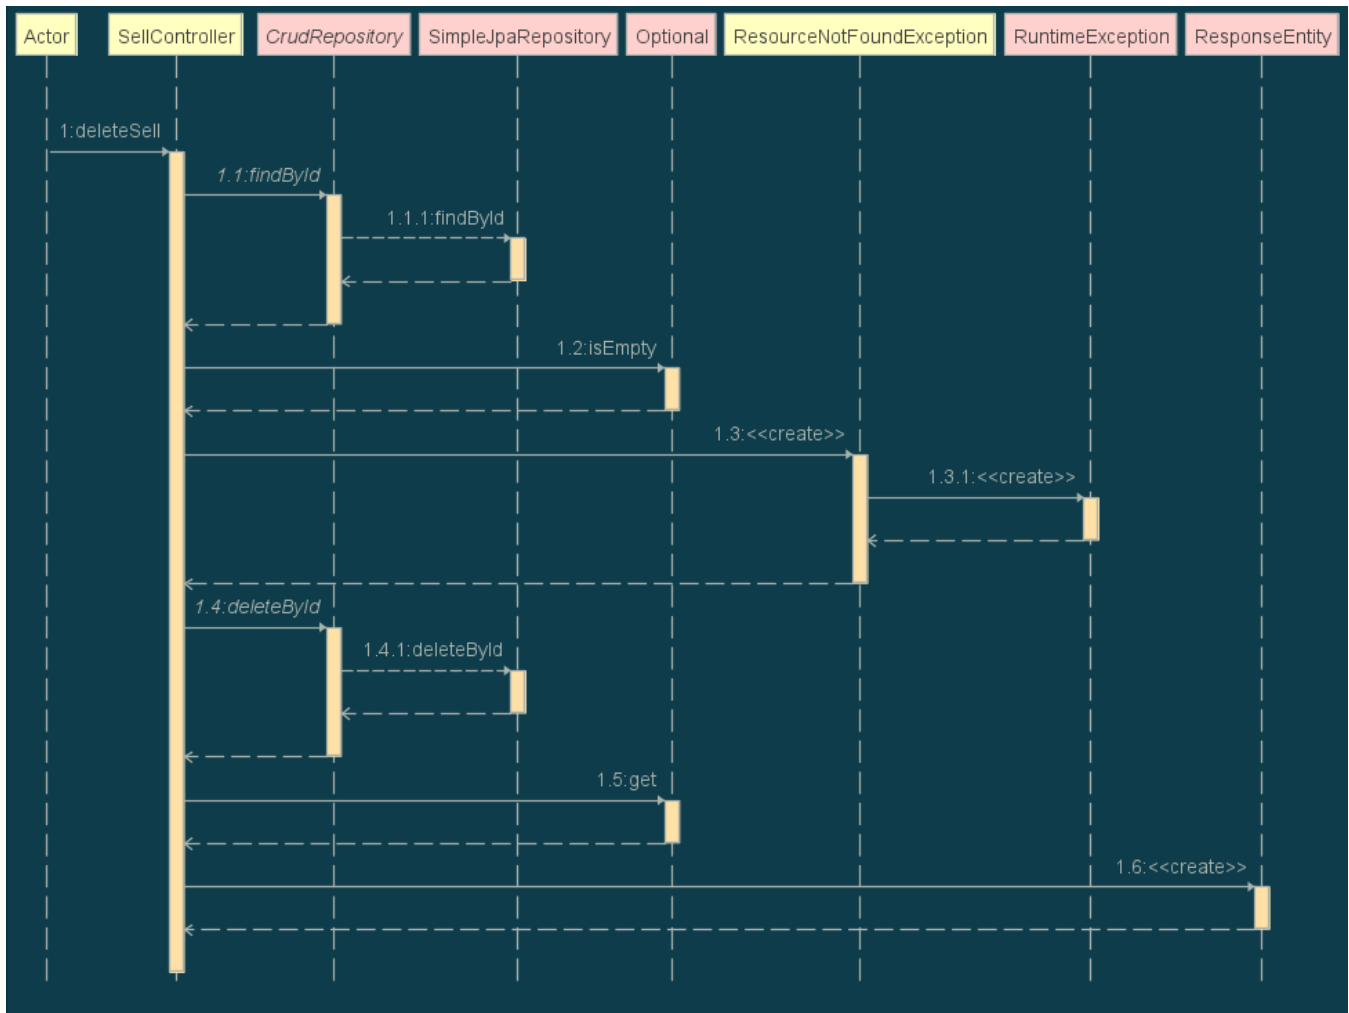 Actor
SellController
CrudRepository
SimpleJpaRepository
Optional
ResourceNotFoundException
RuntimeException
ResponseEntity
1:deleteSell
1.1:findById
1.1.1:findById
1.2:isEmpty
1.3:<<create>>
1.3.1:<<create>>
1.4:deleteById
1.4.1:deleteById
1.5:get
1.6:<<create>>